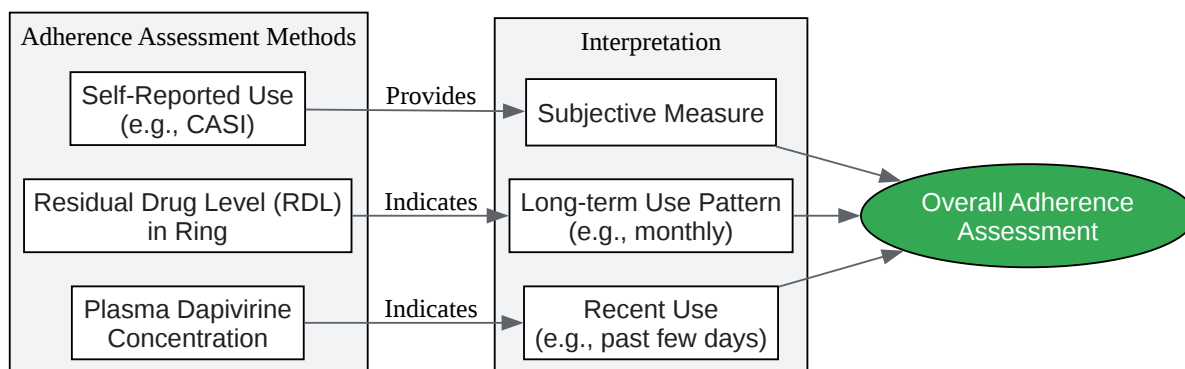 Adherence Assessment Methods
Self-Reported Use
(e.g., CASI)
Residual Drug Level (RDL)
in Ring
Plasma Dapivirine
Concentration
Provides
Indicates
Indicates
Interpretation
Subjective Measure
Long-term Use Pattern
(e.g., monthly)
Recent Use
(e.g., past few days)
Overall Adherence
Assessment